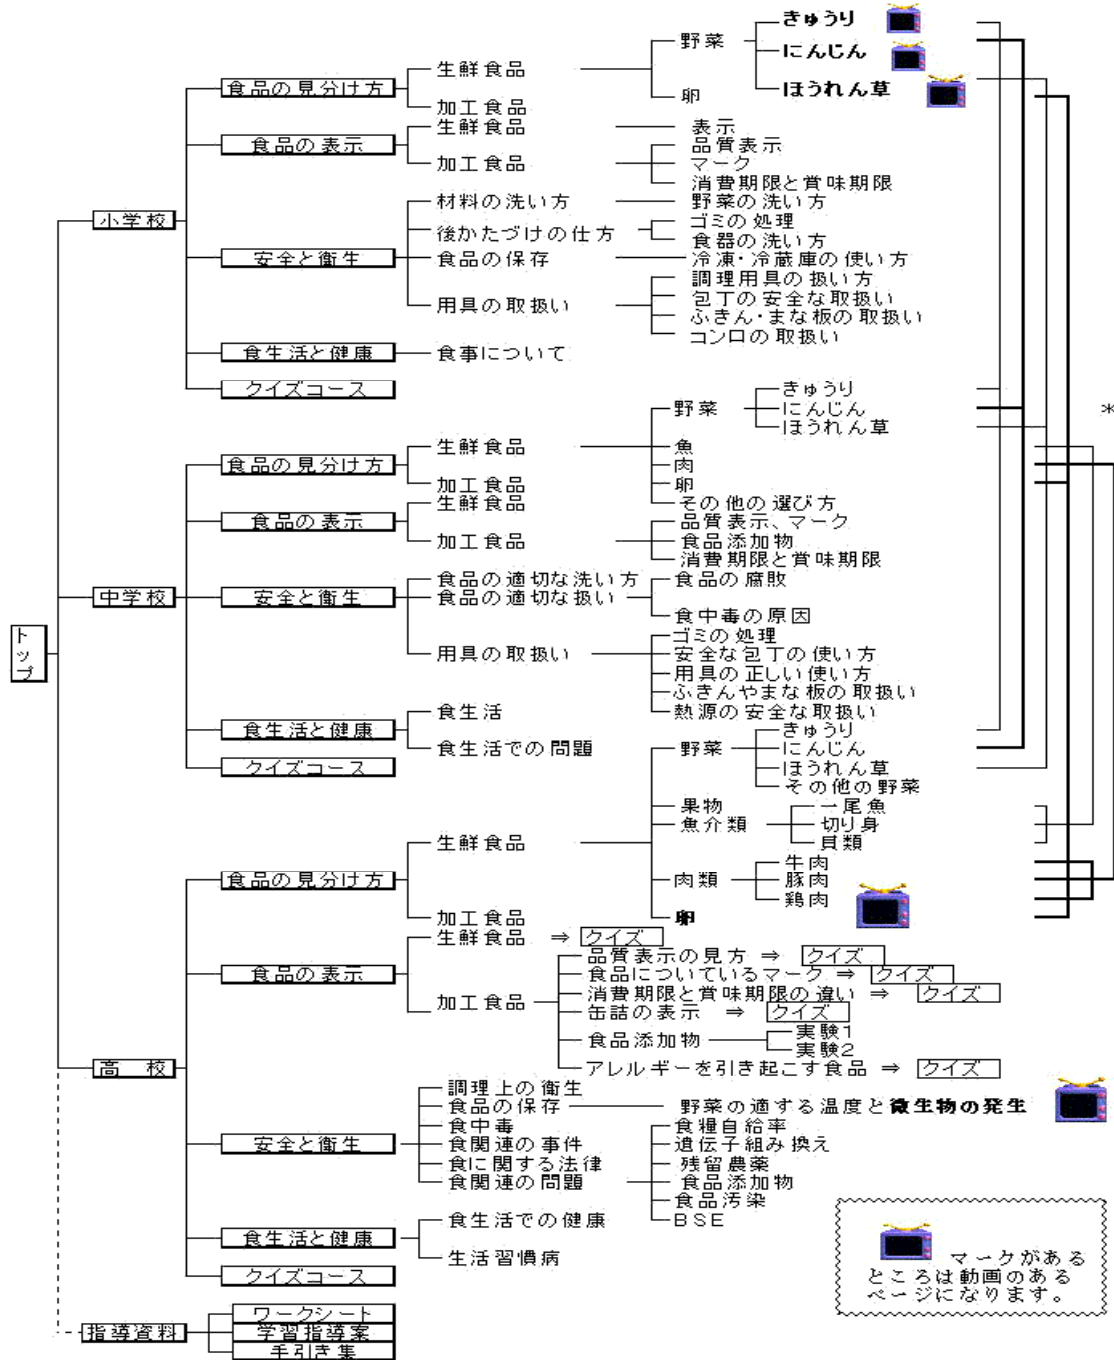 トップ
小学校
食品の見分け方
生鮮食品
野菜
きゅうり
にんじん
ほうれん草
卵
加工食品
食品の表示
生鮮食品
表示
加工食品
品質表示
マーク
消費期限と賞味期限
安全と衛生
材料の洗い方
野菜の洗い方
後かたづけの仕方
ゴミの処理
食器の洗い方
食品の保存
冷凍・冷蔵庫の使い方
用具の取扱い
調理用具の扱い方
包丁の安全な取扱い
ふきん・まな板の取扱い
コンロの取扱い
食生活と健康
食事について
クイズコース
*
中学校
食品の見分け方
生鮮食品
野菜
きゅうり
にんじん
ほうれん草
魚
肉
卵
その他の選び方
加工食品
食品の表示
生鮮食品
加工食品
品質表示、マーク
食品添加物
消費期限と賞味期限
安全と衛生
食品の適切な洗い方
食品の適切な扱い
食品の腐敗
食中毒の原因
用具の取扱い
ゴミの処理
安全な包丁の使い方
用具の正しい使い方
ふきんやまな板の取扱い
熱源の安全な取扱い
食生活と健康
食生活
食生活での問題
クイズコース
高 校
食品の見分け方
生鮮食品
野菜
きゅうり
にんじん
ほうれん草
その他の野菜
果物
魚介類
一尾魚
切り身
貝類
肉類
牛肉
豚肉
鶏肉
卵
加工食品
食品の表示
生鮮食品 ⇒ クイズ
加工食品
品質表示の見方 ⇒ クイズ
食品についているマーク ⇒ クイズ
消費期限と賞味期限の違い ⇒ クイズ
缶詰の表示 ⇒ クイズ
食品添加物
実験1
実験2
アレルギーを引き起こす食品 ⇒ クイズ
安全と衛生
調理上の衛生
食品の保存
野菜の適する温度と微生物の発生
食中毒
食関連の事件
食に関する法律
食関連の問題
食糧自給率
遺伝子組み換え
残留農薬
食品添加物
食品汚染
BSE
食生活と健康
食生活での健康
生活習慣病
クイズコース
指導資料
ワークシート
学習指導案
手引き集
マークがある
ところは動画のある
ページになります。